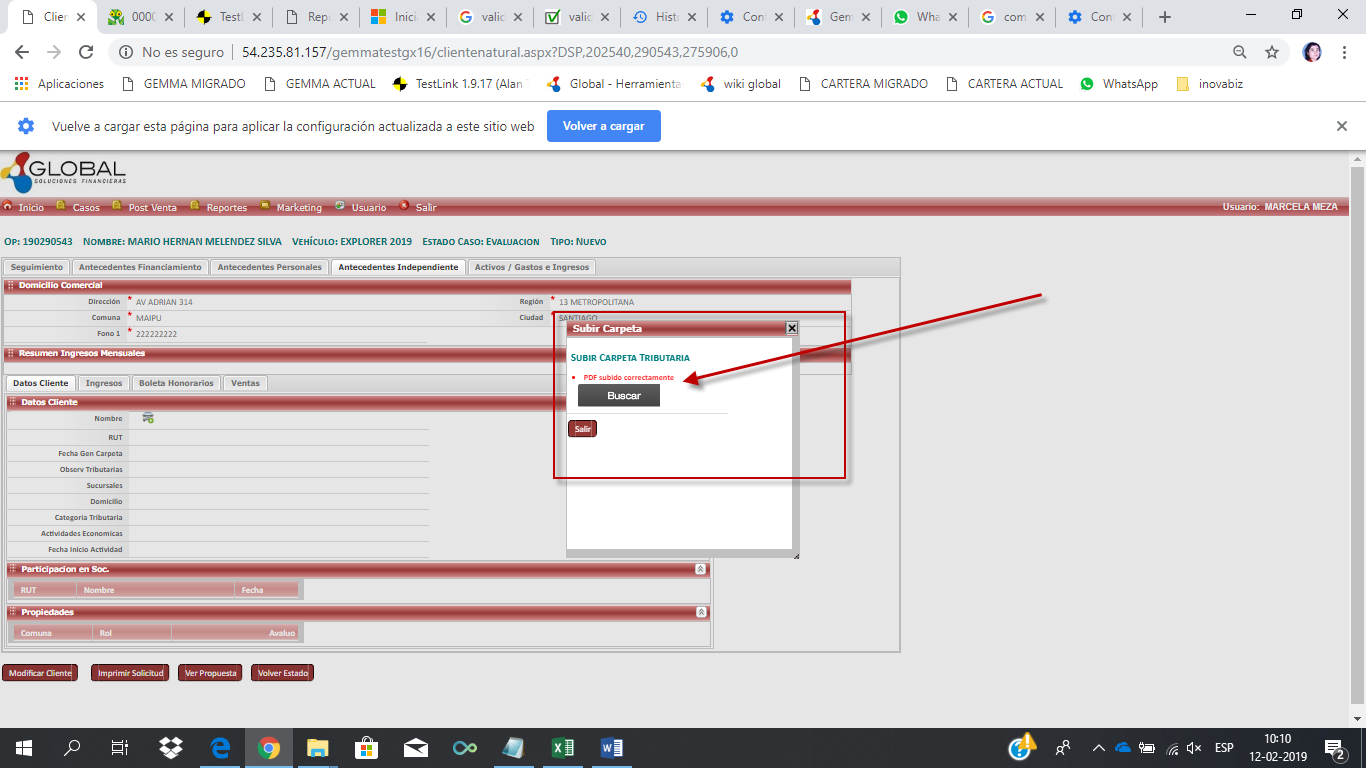 Clien
0000
TestL
Repo
Inicia
valid
valid
Histo
Cont
Gem
Wha
com
Cont
No es seguro | 54.235.81.157/gemmatestgx16/clientenatural.aspx?DSP,202540,290543,275906,0
Aplicaciones GEMMA MIGRADO GEMMA ACTUAL TestLink 1.9.17 (Alan Global - Herramienta wiki global CARTERA MIGRADO CARTERA ACTUAL WhatsApp inovabiz
Vuelve a cargar esta página para aplicar la configuración actualizada a este sitio web Volver a cargar
GLOBAL
SOLUCIONES FINANCIERAS
Inicio Casos Post Venta Reportes Marketing Usuario Salir Usuario: MARCELA MEZA
OP: 190290543 NOMBRE: MARIO HERNAN MELENDEZ SILVA VEHÍCULO: EXPLORER 2019 ESTADO CASO: EVALUACION TIPO: NUEVO
Seguimiento Antecedentes Financiamiento Antecedentes Personales Antecedentes Independiente Activos / Gastos e Ingresos
Domicilio Comercial
Dirección * AV ADRIAN 314 Región * 13 METROPOLITANA
Comuna * MAIPU Ciudad * SANTIAGO
Fono 1 * 222222222
Resumen Ingresos Mensuales
Datos Cliente Ingresos Boleta Honorarios Ventas
Datos Cliente
Nombre
RUT
Fecha Gen Carpeta
Observ Tributarias
Sucursales
Domicilio
Categoria Tributaria
Actividades Economicas
Fecha Inicio Actividad
Subir Carpeta
SUBIR CARPETA TRIBUTARIA
• PDF subido correctamente
Buscar
Salir
Participacion en Soc.
RUT Nombre Fecha
Propiedades
Comuna Rol Avaluo
Modificar Cliente Imprimir Solicitud Ver Propuesta Volver Estado
ESP
10:10
12-02-2019
2